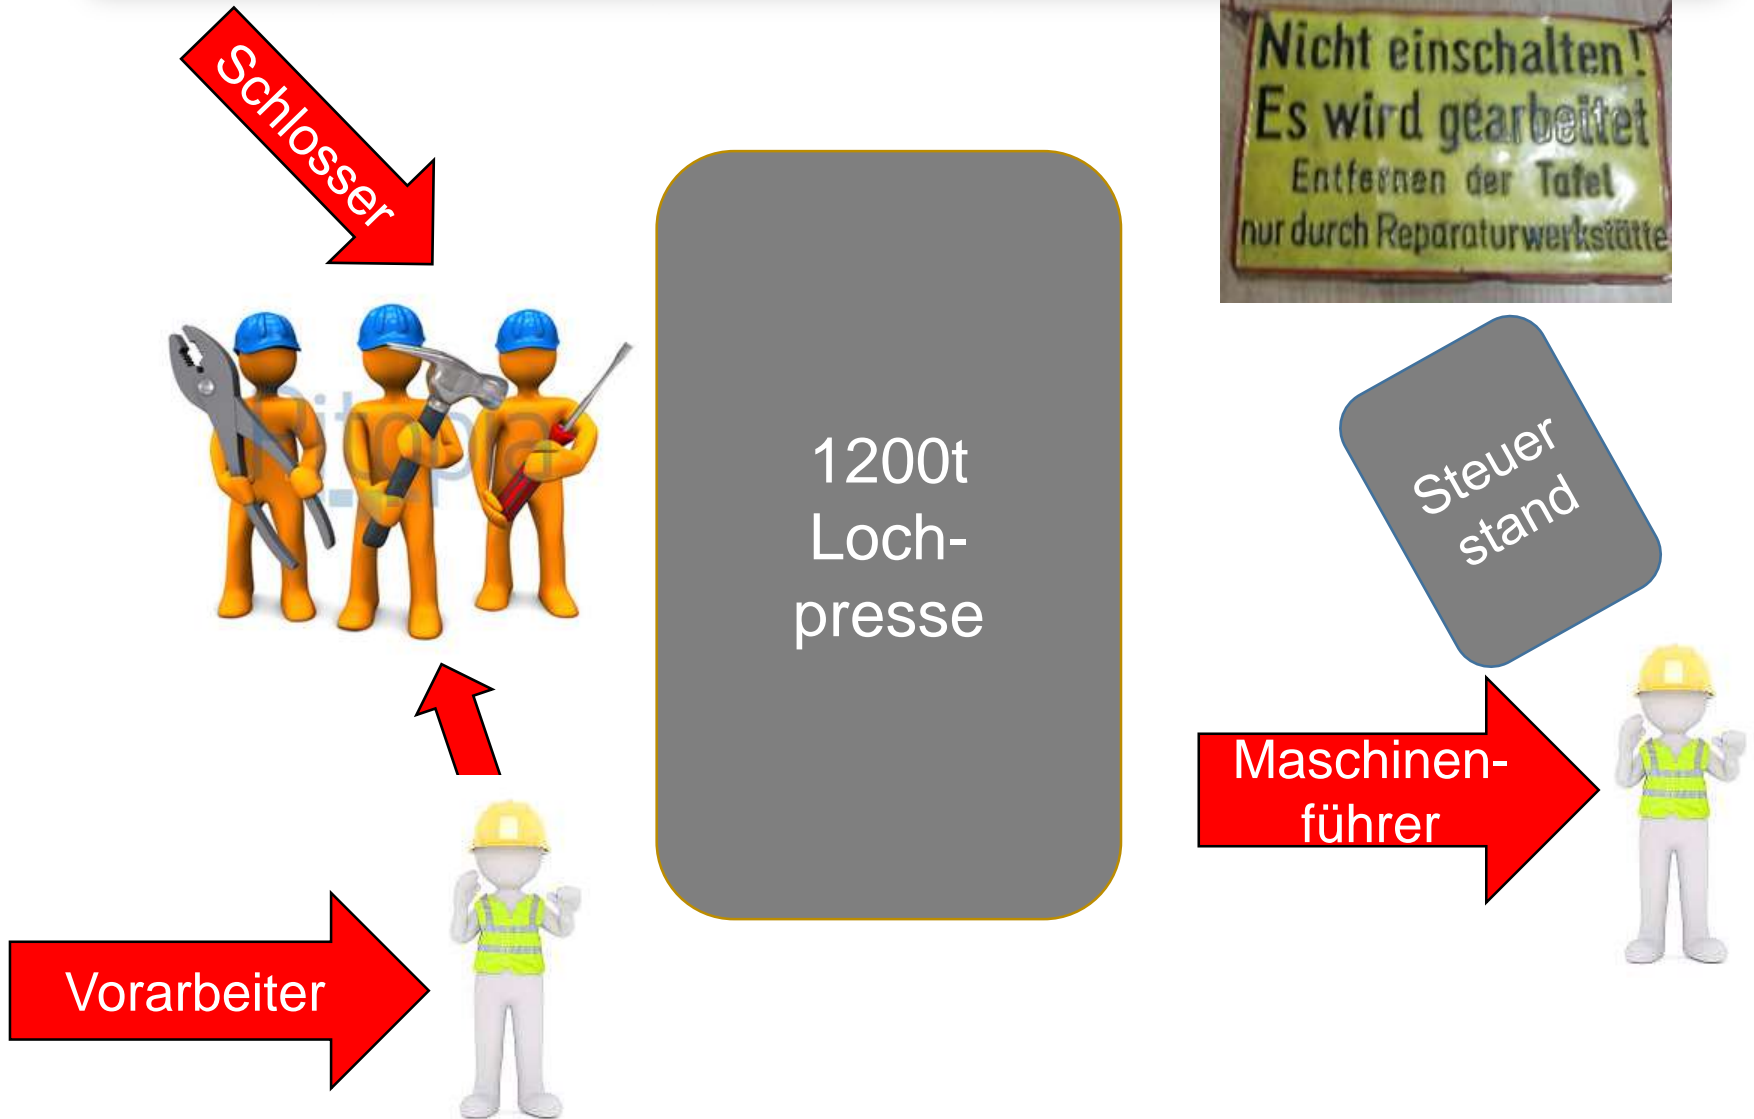 Schlosser
Nicht einschalten!
Es wird gearbeitet
Entfernen der Tafel
nur durch Reparaturwerkstätte
Pitopia
1200t
Loch-
presse
Steuer
stand
Maschinen-
führer
Vorarbeiter